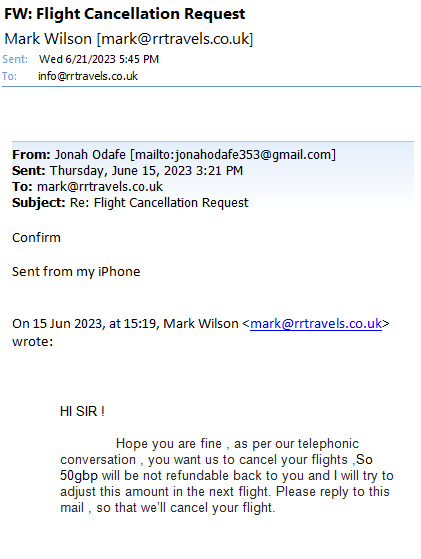 FW: Flight Cancellation Request
Mark Wilson [mark@rrtravels.co.uk]
Sent: Wed 6/21/2023 5:45 PM
To: info@rrtravels.co.uk
From: Jonah Odafe [mailto:jonahodafe353@gmail.com]
Sent: Thursday, June 15, 2023 3:21 PM
To: mark@rrtravels.co.uk
Subject: Re: Flight Cancellation Request
Confirm
Sent from my iPhone
On 15 Jun 2023, at 15:19, Mark Wilson <mark@rrtravels.co.uk>
wrote:
HI SIR !
Hope you are fine , as per our telephonic
conversation , you want us to cancel your flights ,So
50gbp will be not refundable back to you and I will try to
adjust this amount in the next flight. Please reply to this
mail , so that we'll cancel your flight.